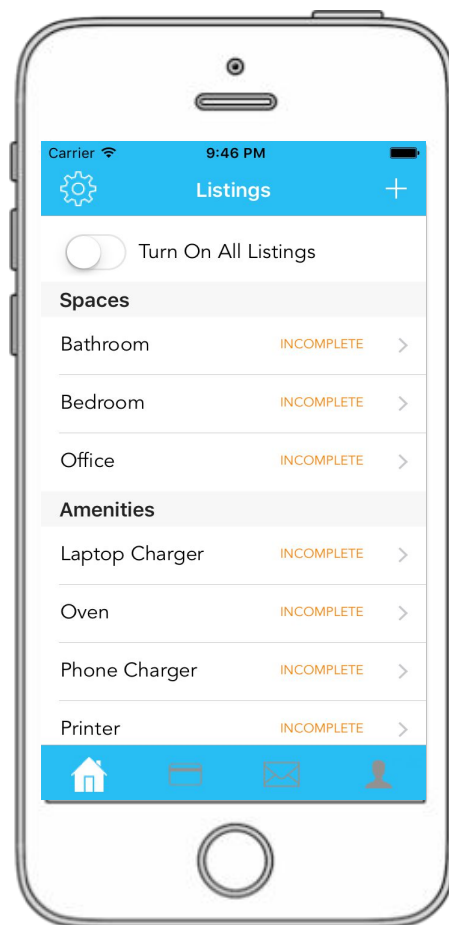 Carrier 9:46 PM
Listings
Turn On All Listings
Spaces
Bathroom INCOMPLETE
Bedroom INCOMPLETE
Office INCOMPLETE
Amenities
Laptop Charger INCOMPLETE
Oven INCOMPLETE
Phone Charger INCOMPLETE
Printer INCOMPLETE